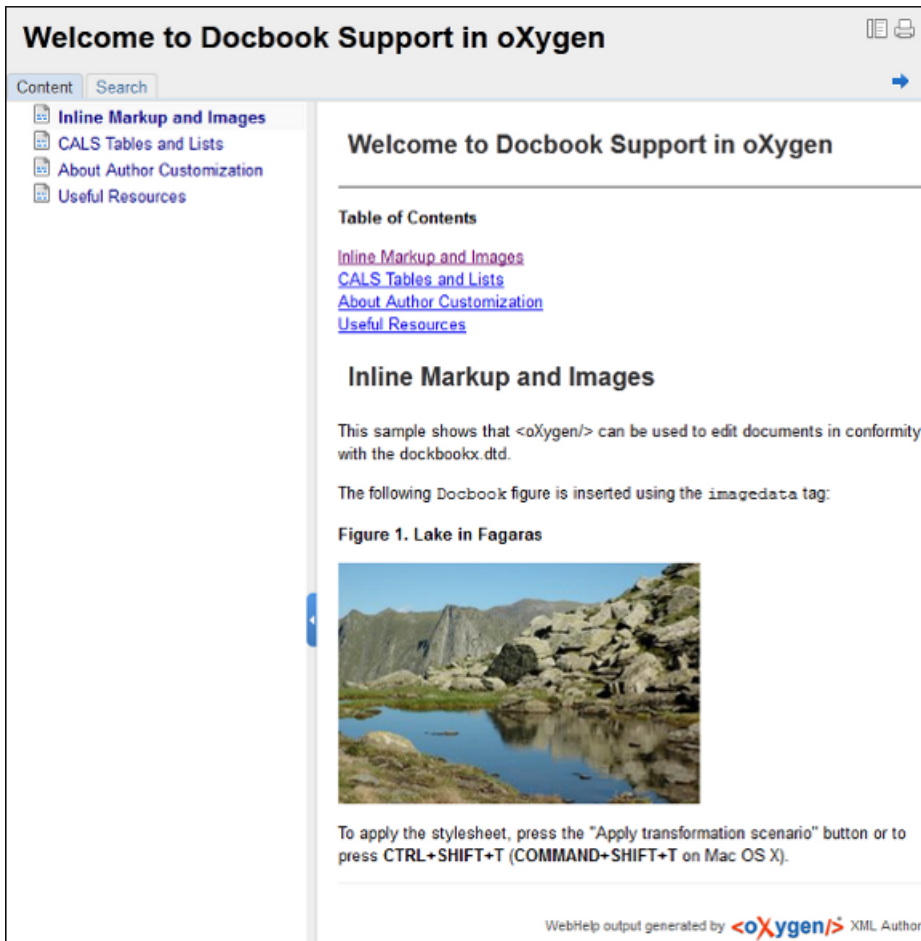 Welcome to Docbook Support in oXygen
Content Search
Inline Markup and Images
CALS Tables and Lists
About Author Customization
Useful Resources
Welcome to Docbook Support in oXygen
Table of Contents
Inline Markup and Images
CALS Tables and Lists
About Author Customization
Useful Resources
Inline Markup and Images
This sample shows that <oXygen/> can be used to edit documents in conformity
with the dockbookx.dtd.
The following Docbook figure is inserted using the imagedata tag:
Figure 1. Lake in Fagaras
To apply the stylesheet, press the "Apply transformation scenario" button or to
press CTRL+SHIFT+T (COMMAND+SHIFT+T on Mac OS X).
WebHelp output generated by <oXygen/> XML Author